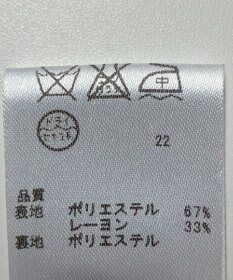 ドライ
セキユ系
22
品質
表地 ポリエステル 67%
レーヨン 33%
裏地 ポリエステル